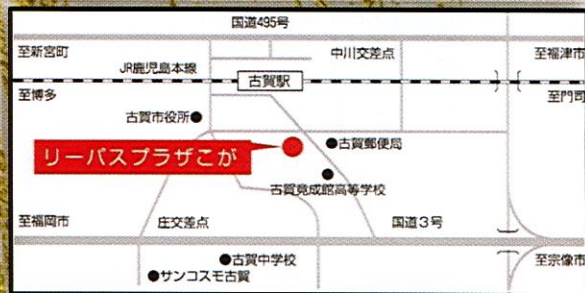 国道495号
至新宮町
中川交差点
至福津市
JR鹿児島本線
古賀駅
至博多
至門司
古賀市役所
リーパスプラザこが
古賀郵便局
古賀竟成館高等学校
至福岡市
庄交差点
国道3号
古賀中学校
至宗像市
サンコスモ古賀